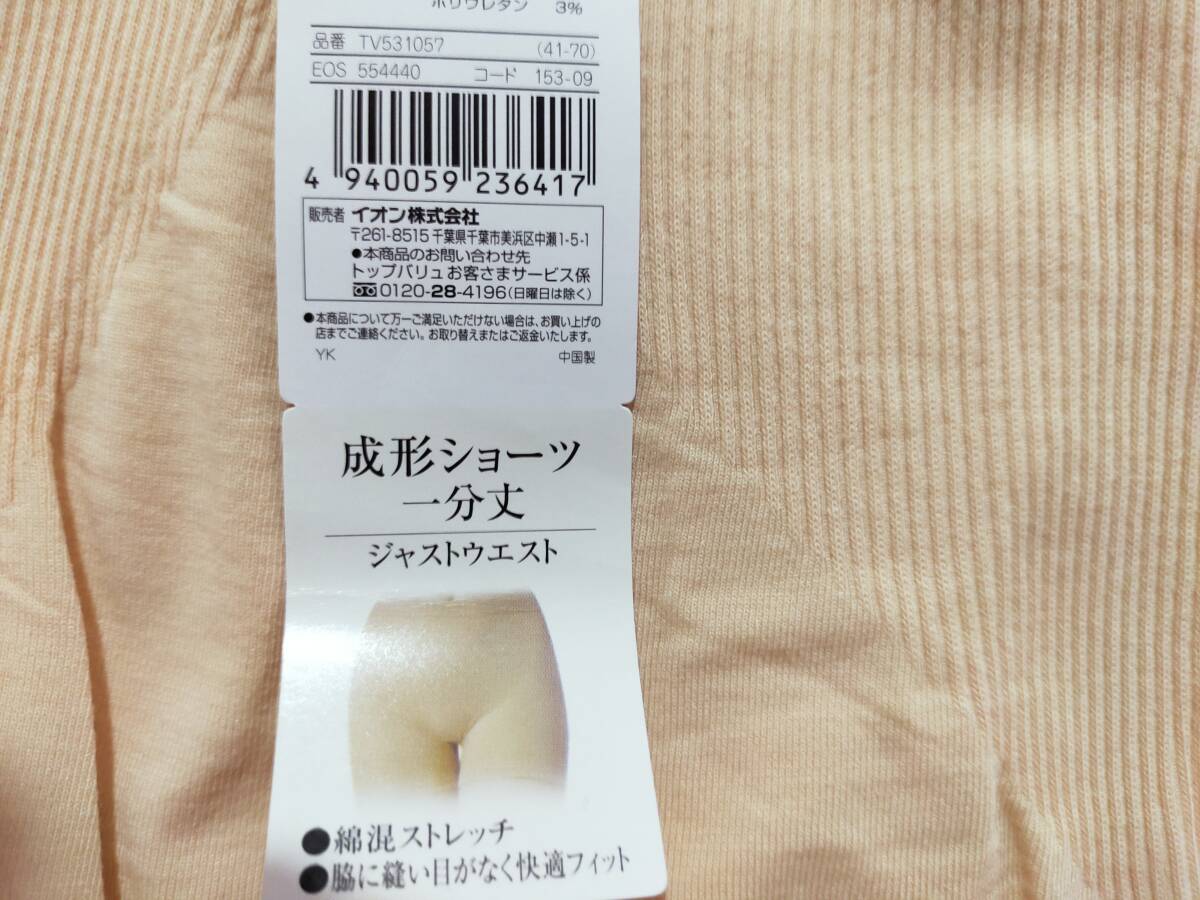 ポリウレタン 3%
品番 TV531057 (41-70)
EOS 554440 コード 153-09
4 940059 236417
販売者 イオン株式会社
〒261-8515 千葉県千葉市美浜区中瀬1-5-1
●本商品のお問い合わせ先
トップバリュお客さまサービス係
0120-28-4196(日曜日は除く)
●本商品について万一ご満足いただけない場合は、お買い上げの
店までご連絡ください。お取り替えまたはご返金いたします。
YK 中国製
成形ショーツ
一分丈
ジャストウエスト
●綿混ストレッチ
●脇に縫い目がなく快適フィット